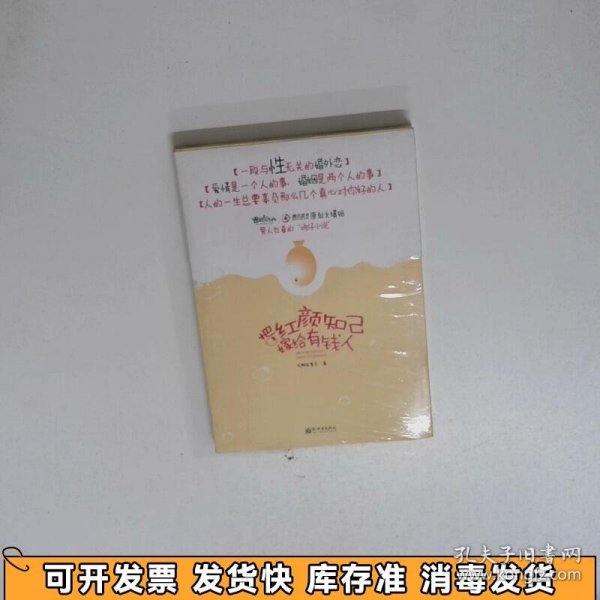 【一段与性无关的婚外恋】
【爱情是一个人的事,婚姻是两个人的事】
【人的一生总要辜负那么几个真心对你好的人】
把红颜知己
嫁给有钱人
孔夫子旧书网
www.kongfz.com
可开发票 发货快 库存准 消毒发货